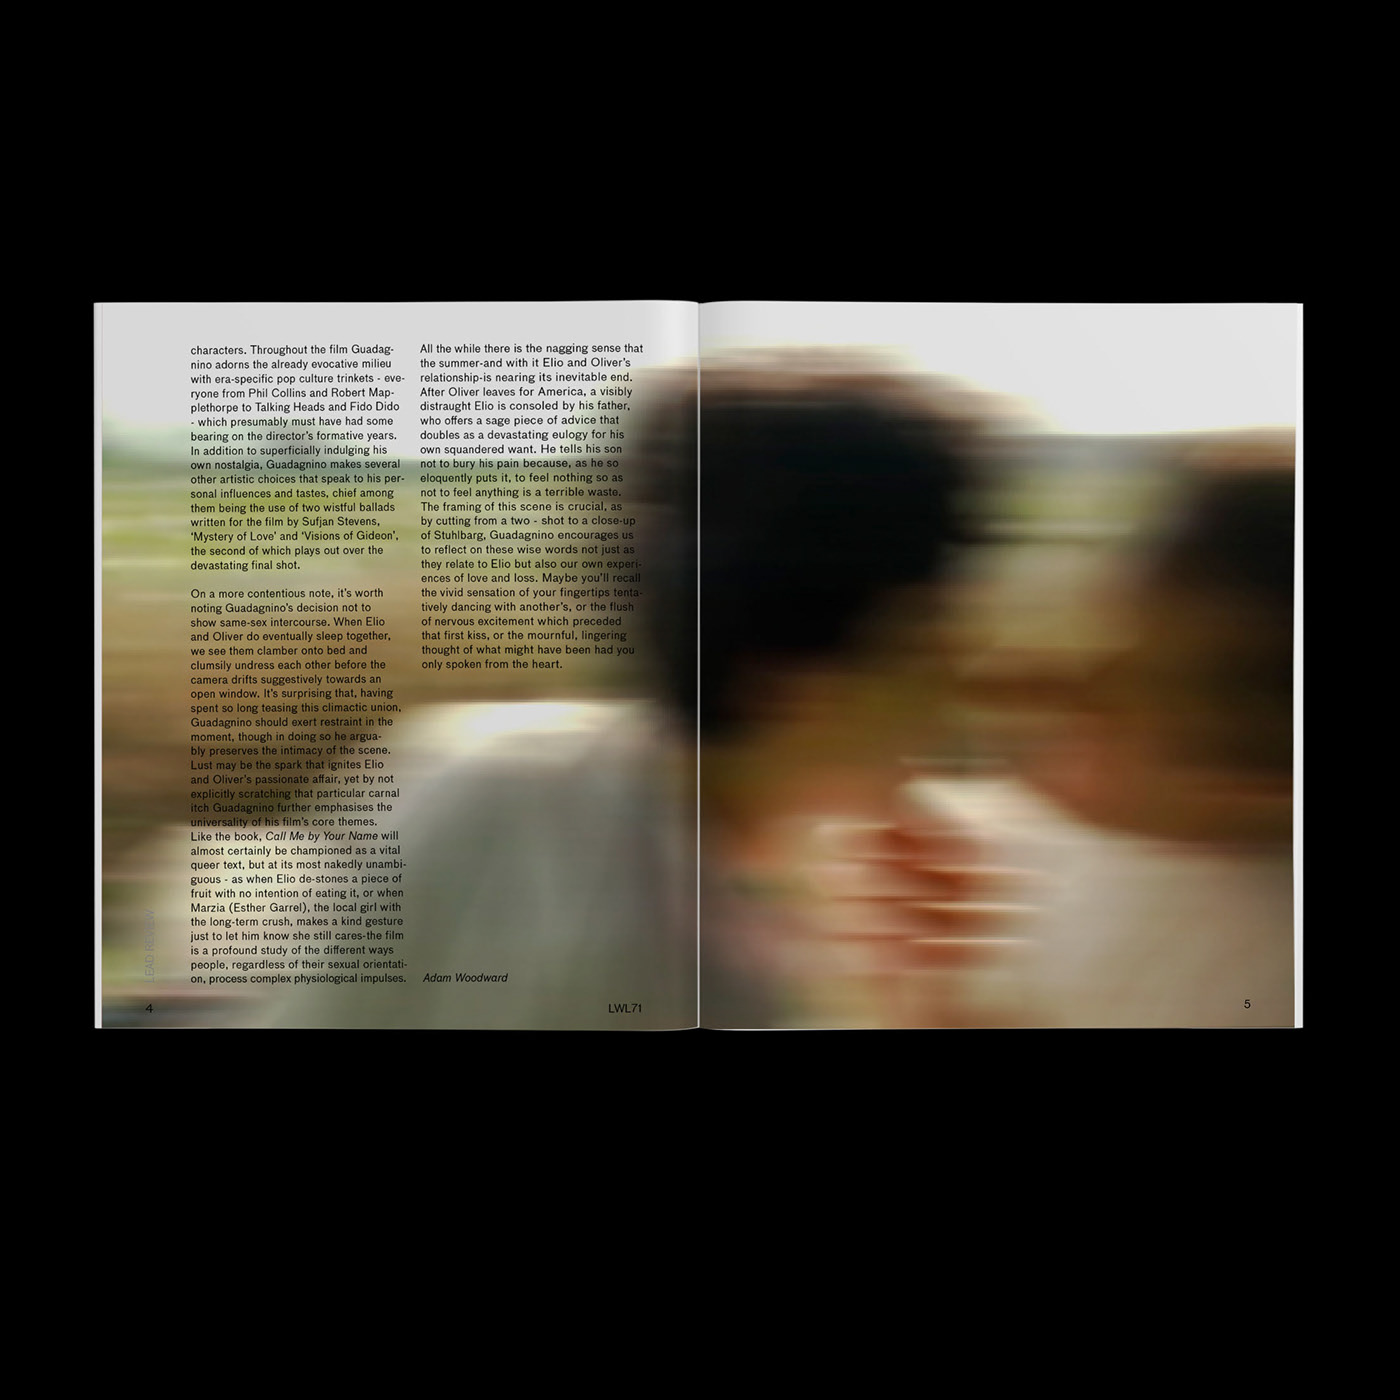 characters. Throughout the film Guadag-
nino adorns the already evocative milieu
with era-specific pop culture trinkets - eve-
ryone from Phil Collins and Robert Map-
plethorpe to Talking Heads and Fido Dido
- which presumably must have had some
bearing on the director's formative years.
In addition to superficially indulging his
own nostalgia, Guadagnino makes several
other artistic choices that speak to his per-
sonal influences and tastes, chief among
them being the use of two wistful ballads
written for the film by Sufjan Stevens,
'Mystery of Love' and 'Visions of Gideon',
the second of which plays out over the
devastating final shot.
On a more contentious note, it's worth
noting Guadagnino's decision not to
show same-sex intercourse. When Elio
and Oliver do eventually sleep together,
we see them clamber onto bed and
clumsily undress each other before the
camera drifts suggestively towards an
open window. It's surprising that, having
spent so long teasing this climactic union,
Guadagnino should exert restraint in the
moment, though in doing so he argua-
bly preserves the intimacy of the scene.
Lust may be the spark that ignites Elio
and Oliver's passionate affair, yet by not
explicitly scratching that particular carnal
itch Guadagnino further emphasises the
universality of his film's core themes.
Like the book, Call Me by Your Name will
almost certainly be championed as a vital
queer text, but at its most nakedly unambi-
guous - as when Elio de-stones a piece of
fruit with no intention of eating it, or when
Marzia (Esther Garrel), the local girl with
the long-term crush, makes a kind gesture
just to let him know she still cares-the film
is a profound study of the different ways
people, regardless of their sexual orientati-
on, process complex physiological impulses.
All the while there is the nagging sense that
the summer-and with it Elio and Oliver's
relationship-is nearing its inevitable end.
After Oliver leaves for America, a visibly
distraught Elio is consoled by his father,
who offers a sage piece of advice that
doubles as a devastating eulogy for his
own squandered want. He tells his son
not to bury his pain because, as he so
eloquently puts it, to feel nothing so as
not to feel anything is a terrible waste.
The framing of this scene is crucial, as
by cutting from a two - shot to a close-up
of Stuhlbarg, Guadagnino encourages us
to reflect on these wise words not just as
they relate to Elio but also our own experi-
ences of love and loss. Maybe you'll recall
the vivid sensation of your fingertips tenta-
tively dancing with another's, or the flush
of nervous excitement which preceded
that first kiss, or the mournful, lingering
thought of what might have been had you
only spoken from the heart.
Adam Woodward
LEAD REVIEW
4
LWL71
5